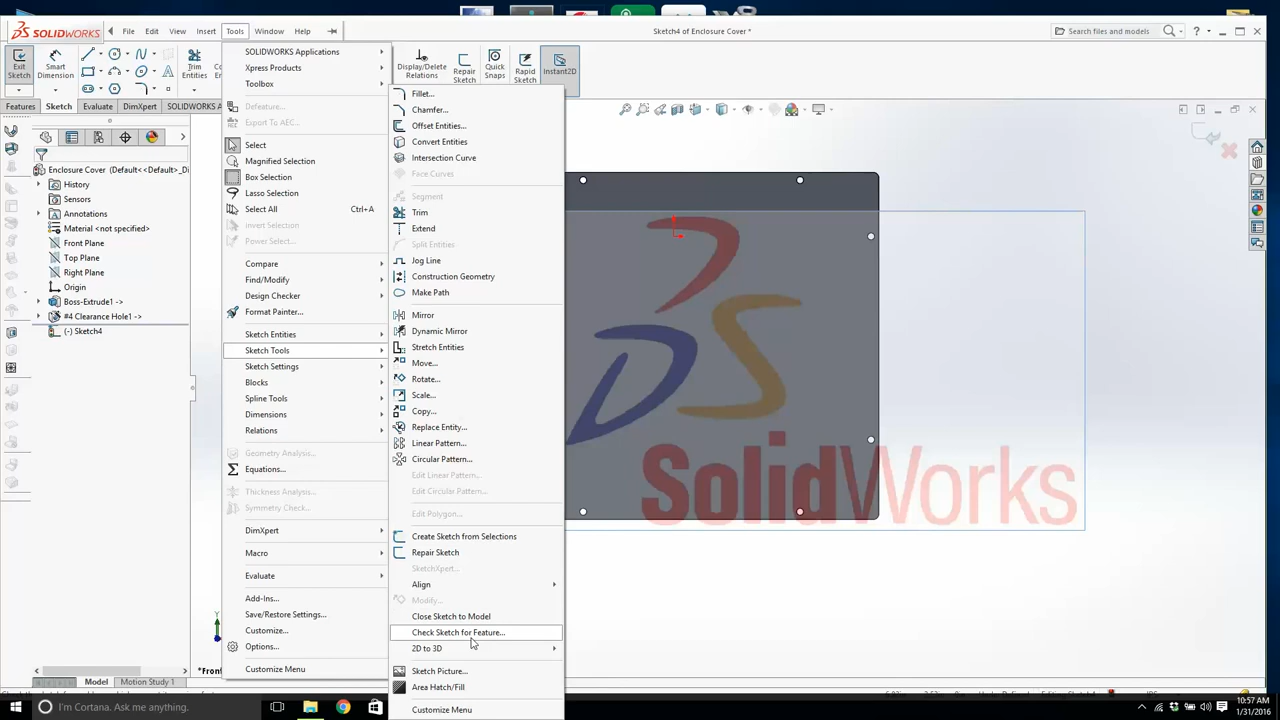 SOLIDWORKS
File
Edit
View
Insert
Tools
Window
Help
Sketch4 of Enclosure Cover *
Search SOLIDWORKS Help
Exit Sketch
Smart Dimension
Trim Entities
Display/Delete Relations
Repair Sketch
Quick Snaps
Rapid Sketch
Instant2D
Features
Sketch
Evaluate
DimXpert
Enclosure Cover (Default<<Default>_Di
History
Sensors
Annotations
Material <not specified>
Front Plane
Top Plane
Right Plane
Origin
Boss-Extrude1 ->
#4 Clearance Hole1 ->
(-) Sketch4
SOLIDWORKS Applications
Xpress Products
Toolbox
Defeature...
Export To AEC...
Select
Magnified Selection
Box Selection
Lasso Selection
Select All Ctrl+A
Invert Selection
Power Select...
Compare
Find/Modify
Design Checker
Format Painter...
Sketch Entities
Sketch Tools
Sketch Settings
Blocks
Spline Tools
Dimensions
Relations
Geometry Analysis...
Equations...
Thickness Analysis...
Symmetry Check...
DimXpert
Macro
Evaluate
Add-Ins...
Save/Restore Settings...
Customize...
Options...
Customize Menu
Fillet...
Chamfer...
Offset Entities...
Convert Entities
Intersection Curve
Face Curves
Segment
Trim
Extend
Split Entities
Jog Line
Construction Geometry
Make Path
Mirror
Dynamic Mirror
Stretch Entities
Move...
Rotate...
Scale...
Copy...
Replace Entity...
Linear Pattern...
Circular Pattern...
Edit Linear Pattern...
Edit Circular Pattern...
Edit Polygon...
Create Sketch from Selections
Repair Sketch
SketchXpert...
Align
Modify...
Close Sketch to Model
Check Sketch for Feature...
2D to 3D
Sketch Picture...
Area Hatch/Fill
Customize Menu
SolidWorks
Y
*Front
Model
Motion Study 1
I'm Cortana. Ask me anything.
10:57 AM
1/31/2016